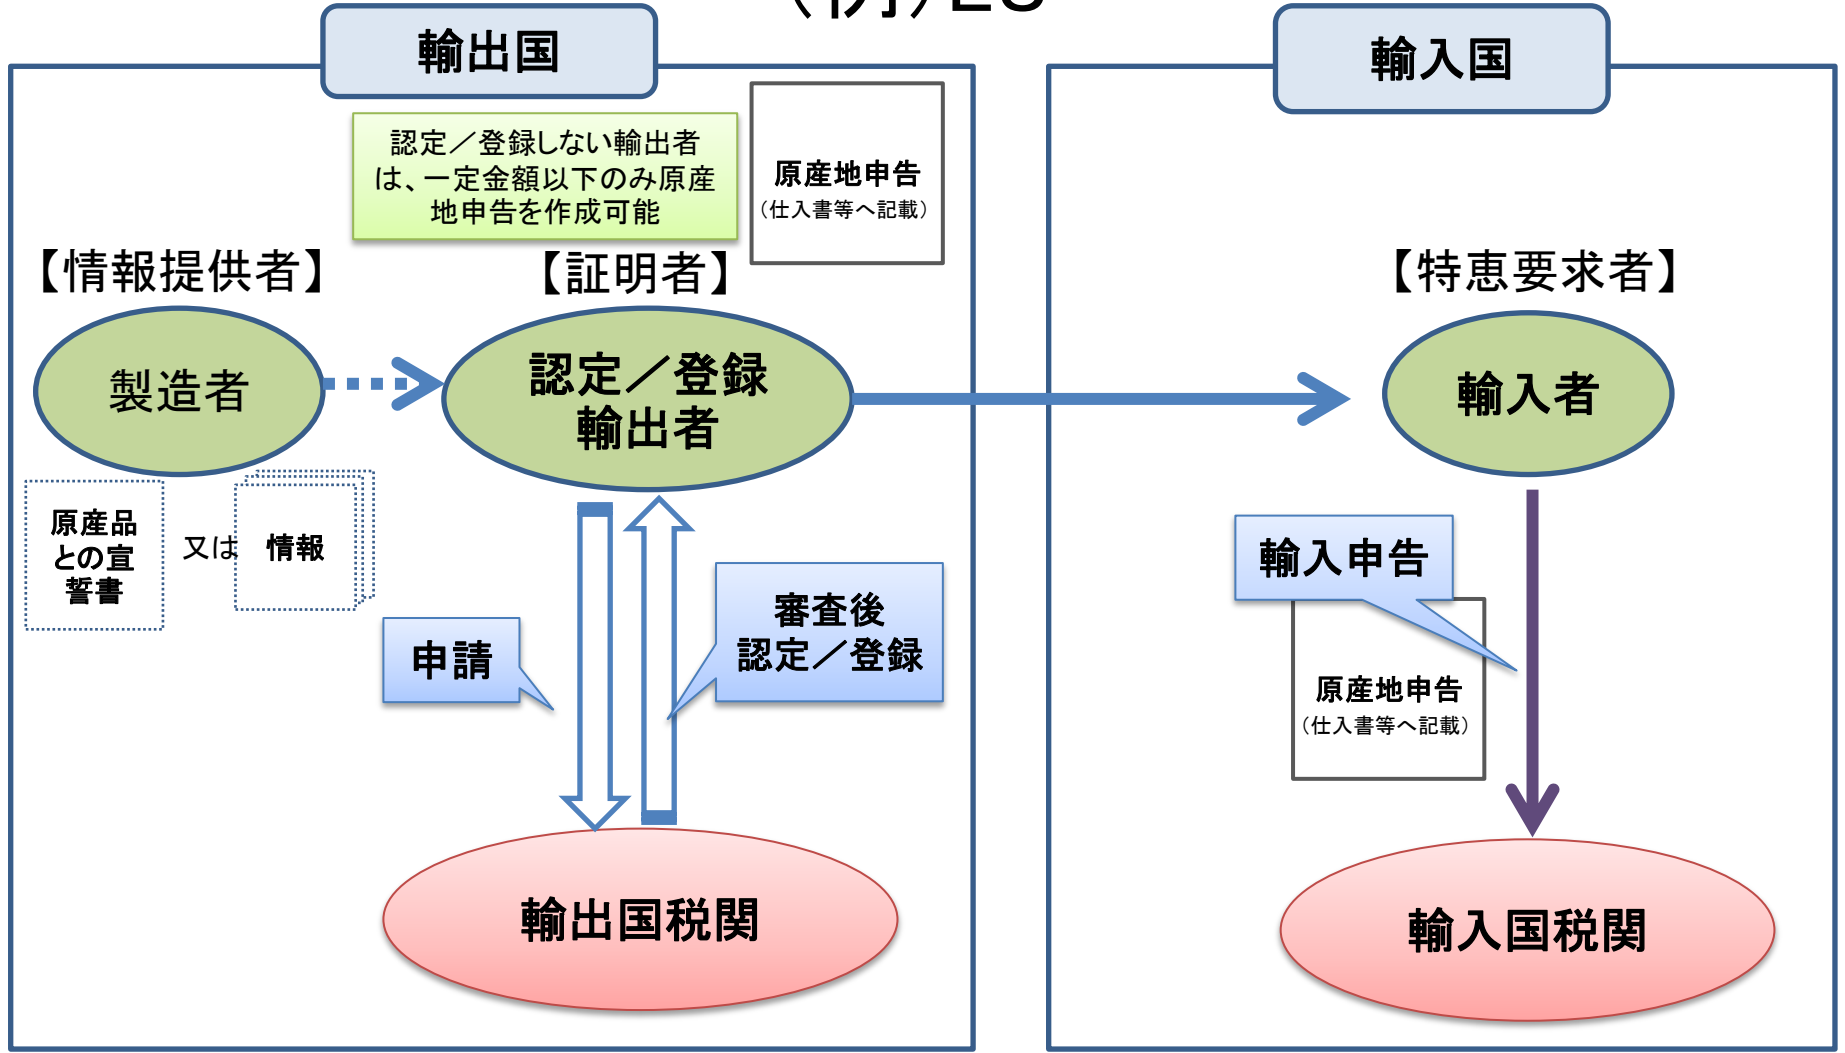 (例)EU
輸出国
輸入国
認定／登録しない輸出者
は、一定金額以下のみ原産
地申告を作成可能
原産地申告
（仕入書等へ記載）
【情報提供者】
【証明者】
【特恵要求者】
製造者
認定／登録
輸出者
輸入者
原産品
との宣
誓書
又は
情報
申請
審査後
認定／登録
輸入申告
原産地申告
（仕入書等へ記載）
輸出国税関
輸入国税関